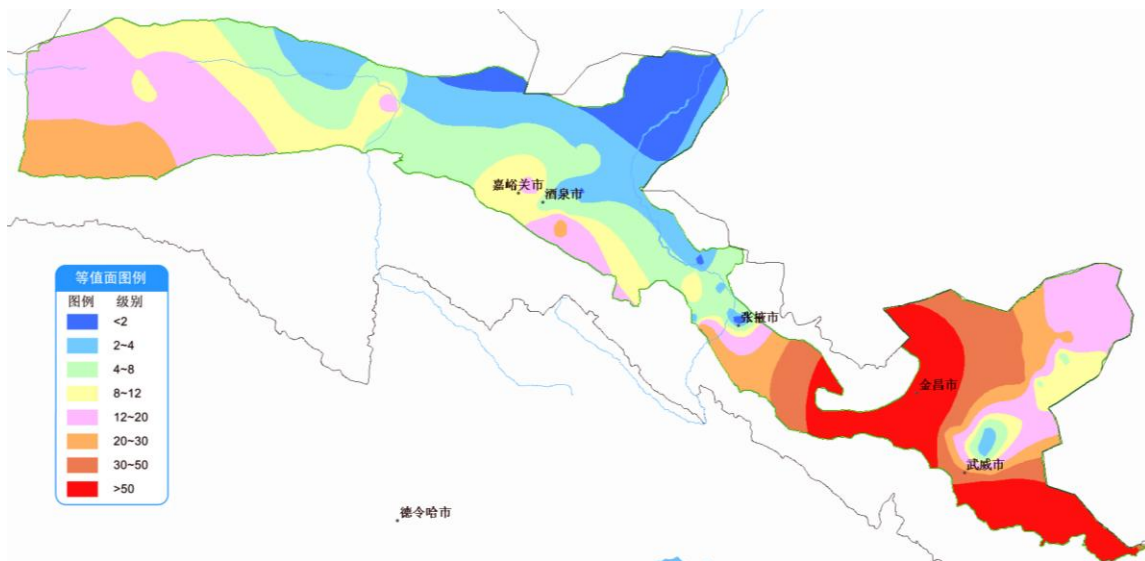 嘉峪关市
酒泉市
等值面图例
图例 级别
<2
2~4
4~8
8~12
12~20
20~30
30~50
>50
张掖市
金昌市
武威市
德令哈市